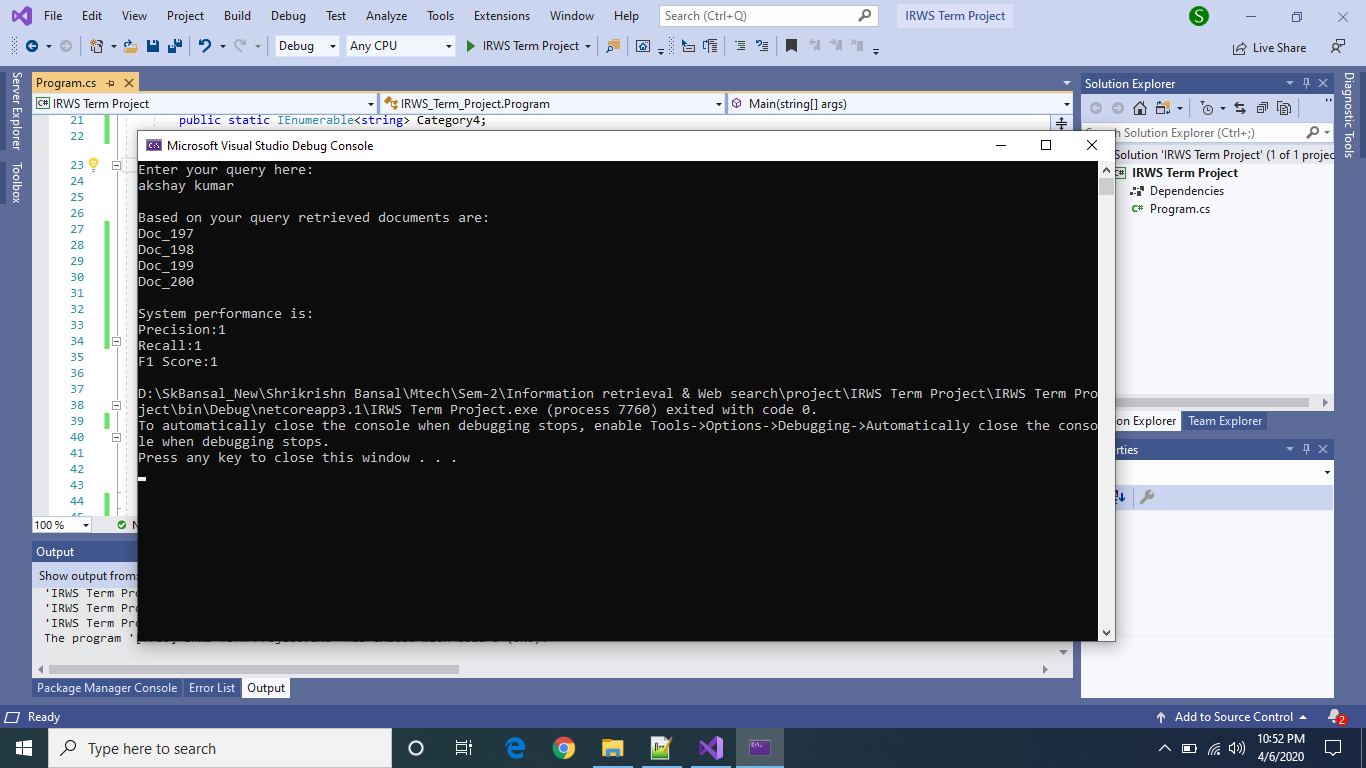 File Edit View Project Build Debug Test Analyze Tools Extensions Window Help Search (Ctrl+Q) IRWS Term Project S
Debug Any CPU IRWS Term Project Live Share
Server Explorer
Toolbox
Program.cs
C# IRWS Term Project IRWS_Term_Project.Program Main(string[] args)
21 public static IEnumerable<string> Category4;
22
23
24
25
26
27
28
29
30
31
32
33
34
35
36
37
38
39
40
41
42
43
44
100 %
Microsoft Visual Studio Debug Console
Enter your query here:
akshay kumar
Based on your query retrieved documents are:
Doc_197
Doc_198
Doc_199
Doc_200
System performance is:
Precision:1
Recall:1
F1 Score:1
D:\SkBansal_New\Shrikrishn Bansal\Mtech\Sem-2\Information retrieval & Web search\project\IRWS Term Project\IRWS Term Pro
ject\bin\Debug\netcoreapp3.1\IRWS Term Project.exe (process 7760) exited with code 0.
To automatically close the console when debugging stops, enable Tools->Options->Debugging->Automatically close the conso
le when debugging stops.
Press any key to close this window . . .
Solution Explorer
Search Solution Explorer (Ctrl+;)
Solution 'IRWS Term Project' (1 of 1 projec
C# IRWS Term Project
Dependencies
C# Program.cs
on Explorer Team Explorer
erties
Diagnostic Tools
Output
Show output from:
'IRWS Term Pro
'IRWS Term Pro
'IRWS Term Pro
The program '
Package Manager Console Error List Output
Ready Add to Source Control 2
Type here to search
10:52 PM
4/6/2020